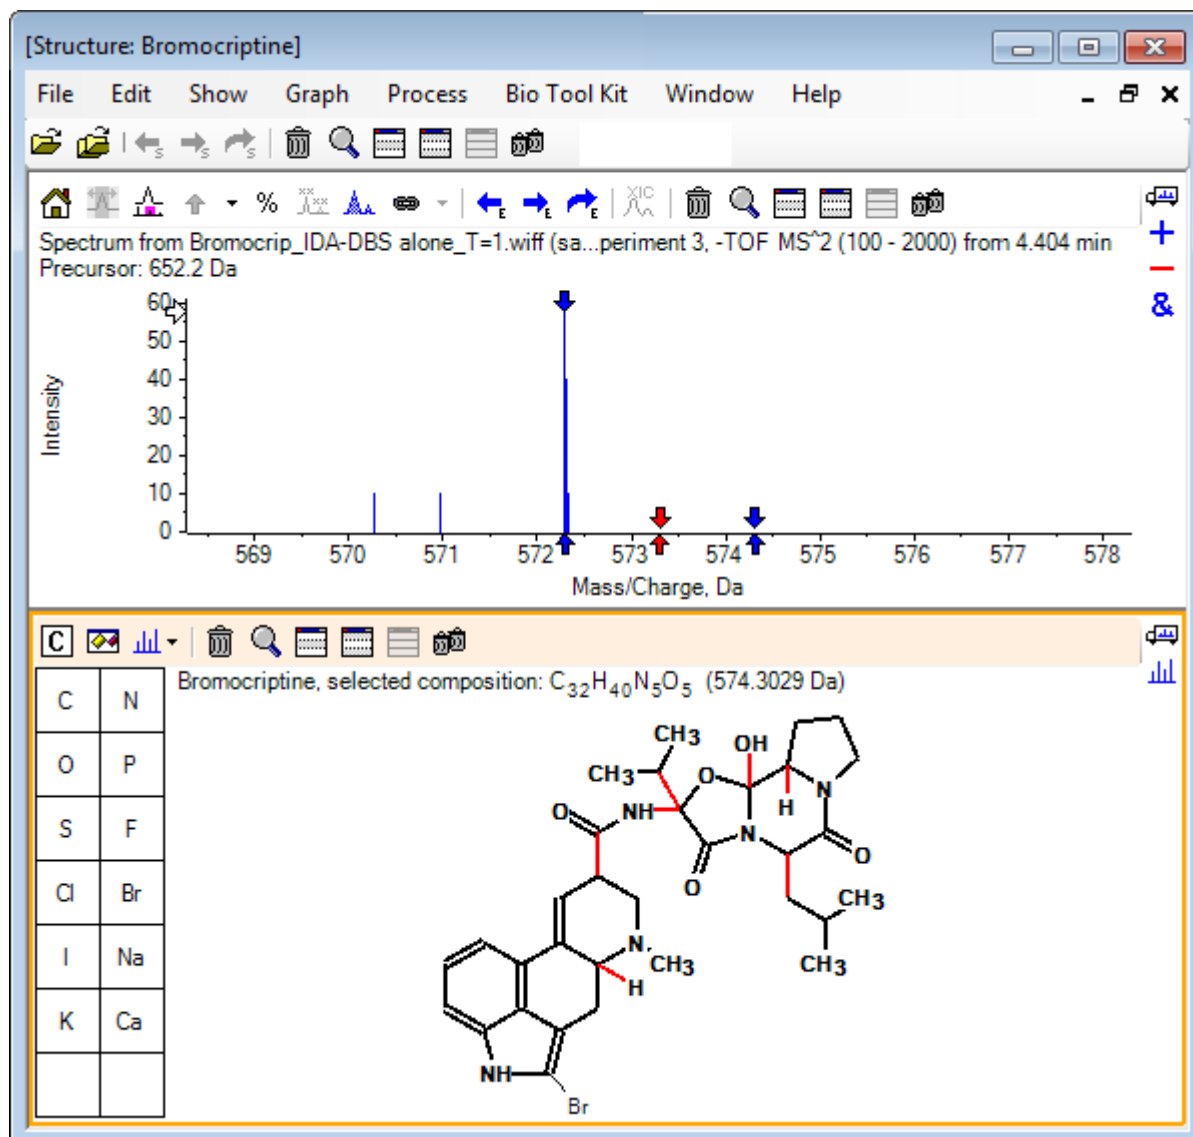 [Structure: Bromocriptine]
File Edit Show Graph Process Bio Tool Kit Window Help
S S S
% xx E E E XIC
Spectrum from Bromocrip_IDA-DBS alone_T=1.wiff (sa...periment 3, -TOF MS^2 (100 - 2000) from 4.404 min
Precursor: 652.2 Da
&
60
50
40
30
20
10
0
Intensity
569 570 571 572 573 574 575 576 577 578
Mass/Charge, Da
C
Bromocriptine, selected composition: C32H40N5O5 (574.3029 Da)
C N
O P
S F
Cl Br
I Na
K Ca
CH3 OH
CH3 O
H N
O NH
N
O O
CH3
N CH3
CH3
H
NH
Br